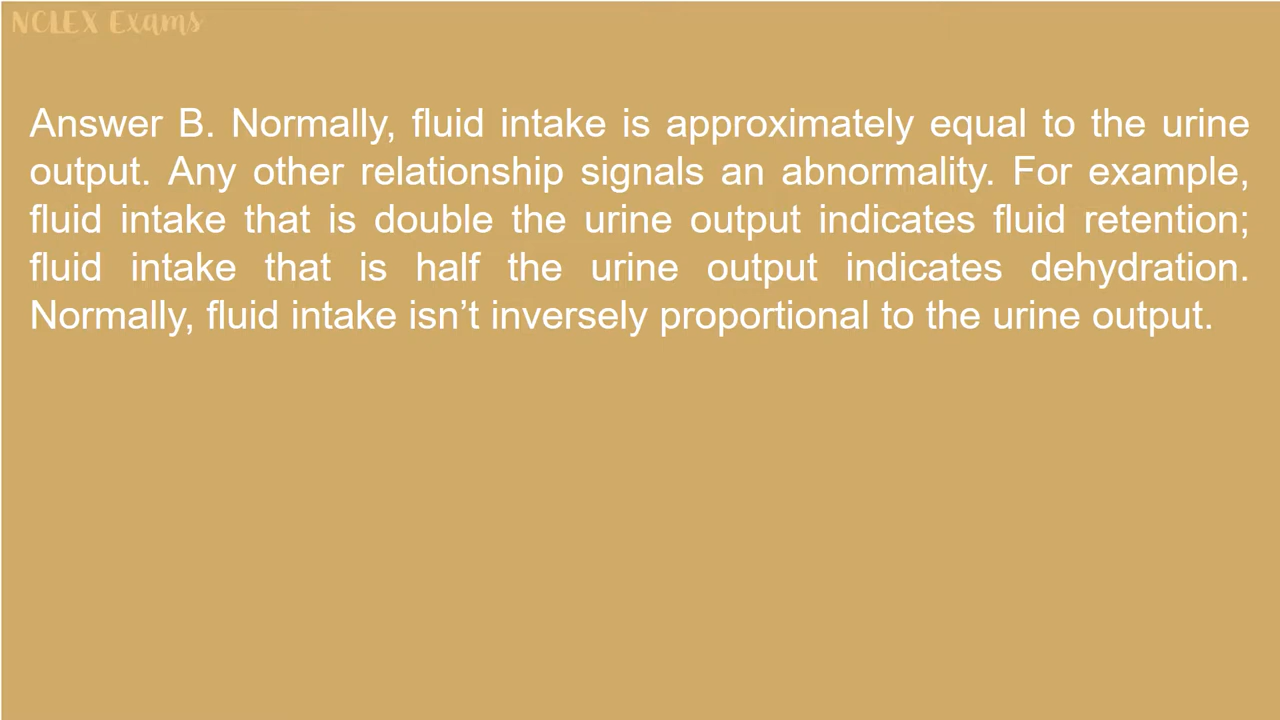 NCLEX Exams
Answer B. Normally, fluid intake is approximately equal to the urine
output. Any other relationship signals an abnormality. For example,
fluid intake that is double the urine output indicates fluid retention;
fluid intake that is half the urine output indicates dehydration.
Normally, fluid intake isn’t inversely proportional to the urine output.